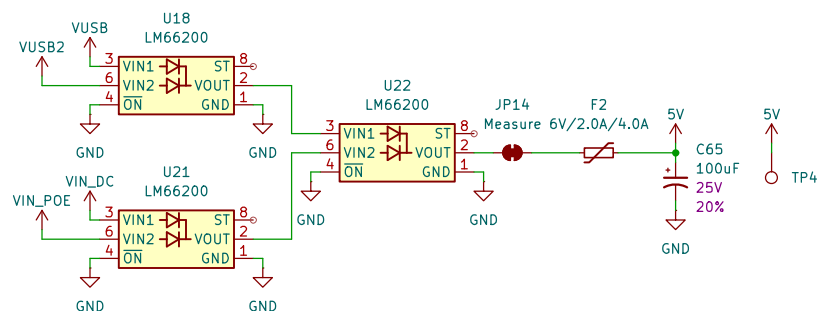 VUSB
VUSB2
U18
LM66200
3 VIN1 ST 8
6 VIN2 VOUT 2
4 ON GND 1
GND GND
U22
LM66200
3 VIN1 ST 8
6 VIN2 VOUT 2
4 ON GND 1
GND GND
JP14 F2
Measure 6V/2.0A/4.0A
5V 5V
C65
100uF
25V
20%
GND
TP4
U21
LM66200
VIN_DC
VIN_POE
3 VIN1 ST 8
6 VIN2 VOUT 2
4 ON GND 1
GND GND